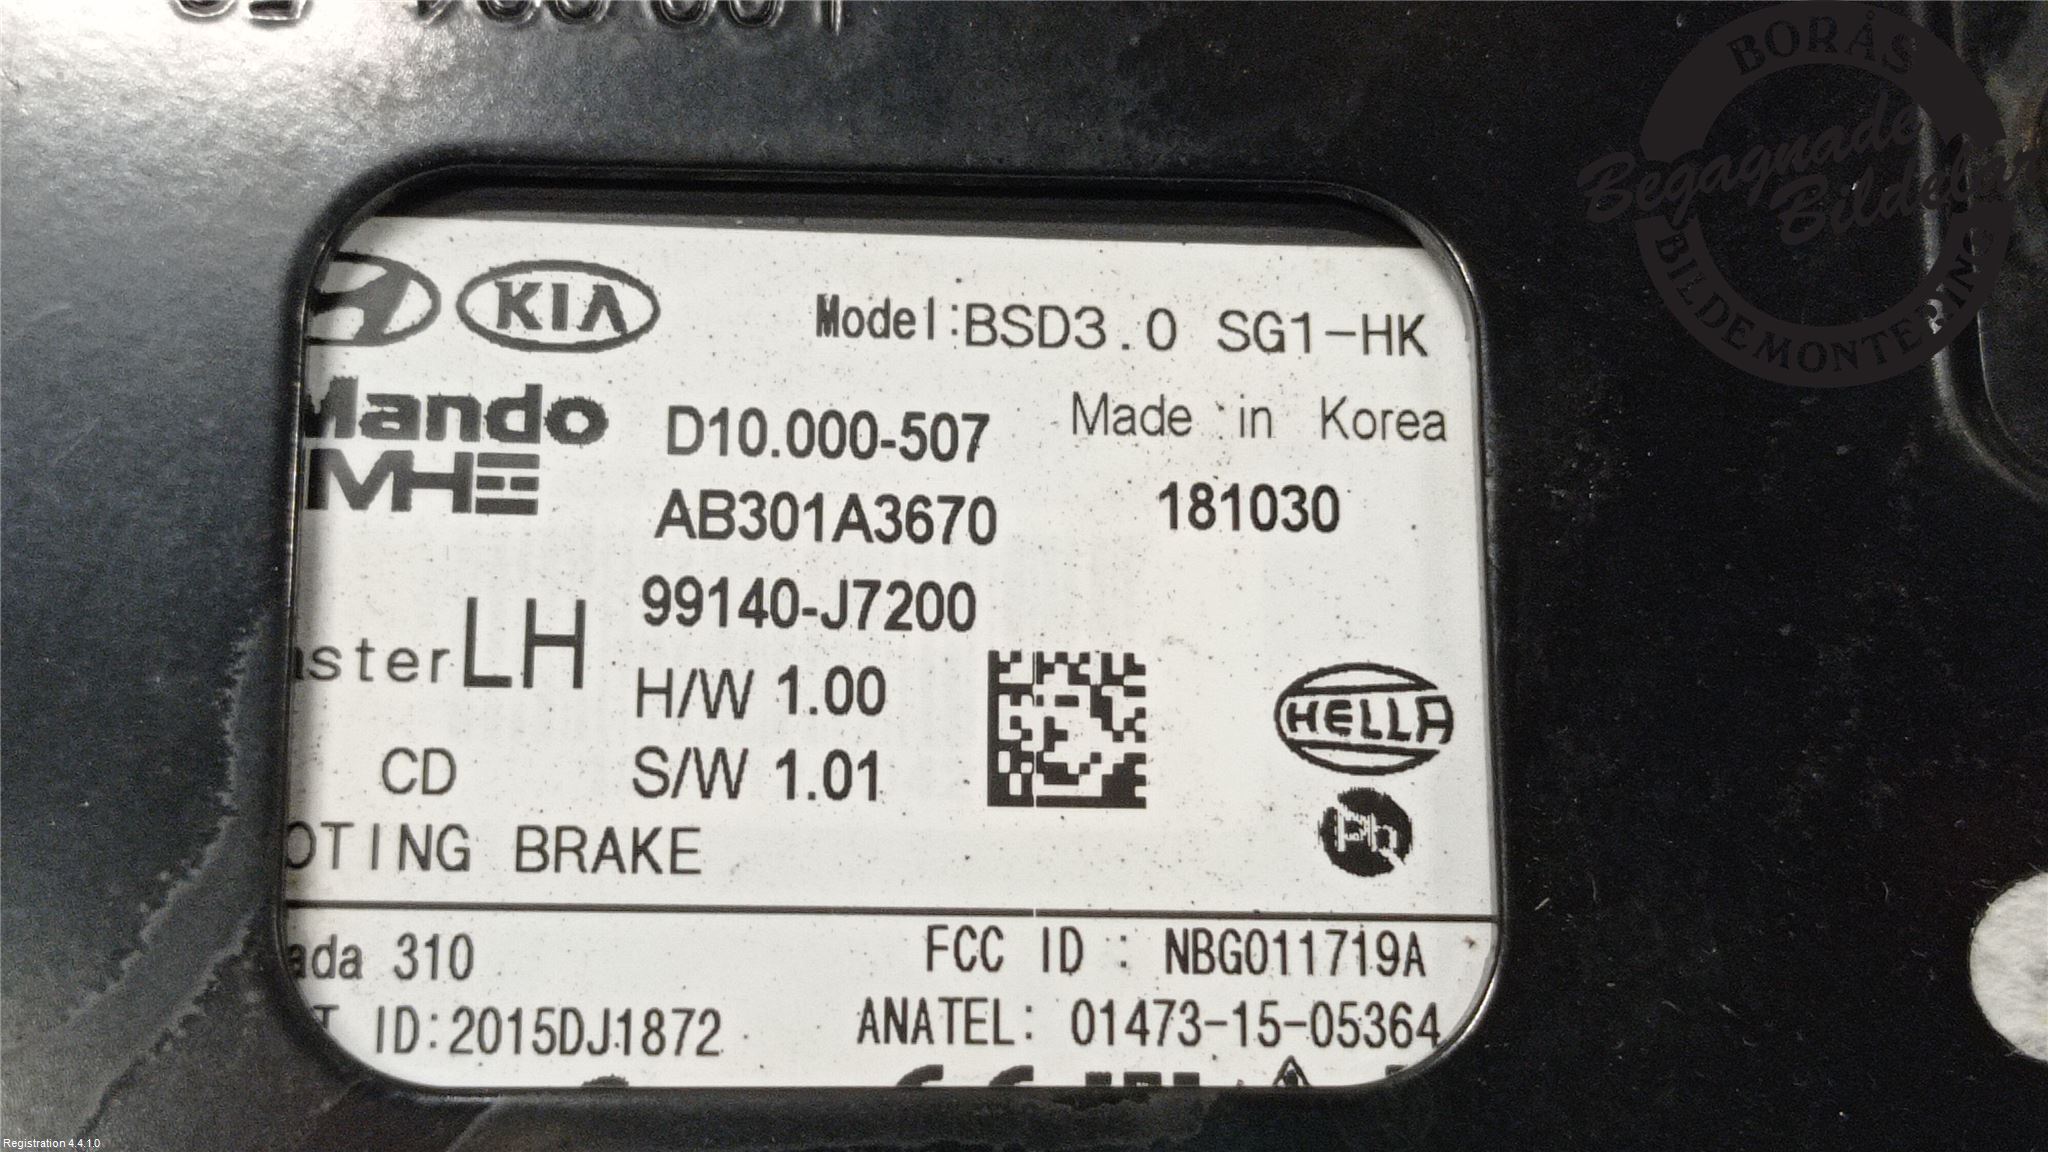 BORÅS
Begagnade
Bildelar
BILDEMONTERING
KIA
Model:BSD3.0 SG1-HK
Mando
D10.000-507
Made in Korea
MHE
AB301A3670
181030
99140-J7200
aster LH
H/W 1.00
HELLA
CD
S/W 1.01
OTING BRAKE
ada 310
FCC ID : NBG011719A
T ID:2015DJ1872
ANATEL: 01473-15-05364
Registration 4.4.1.0